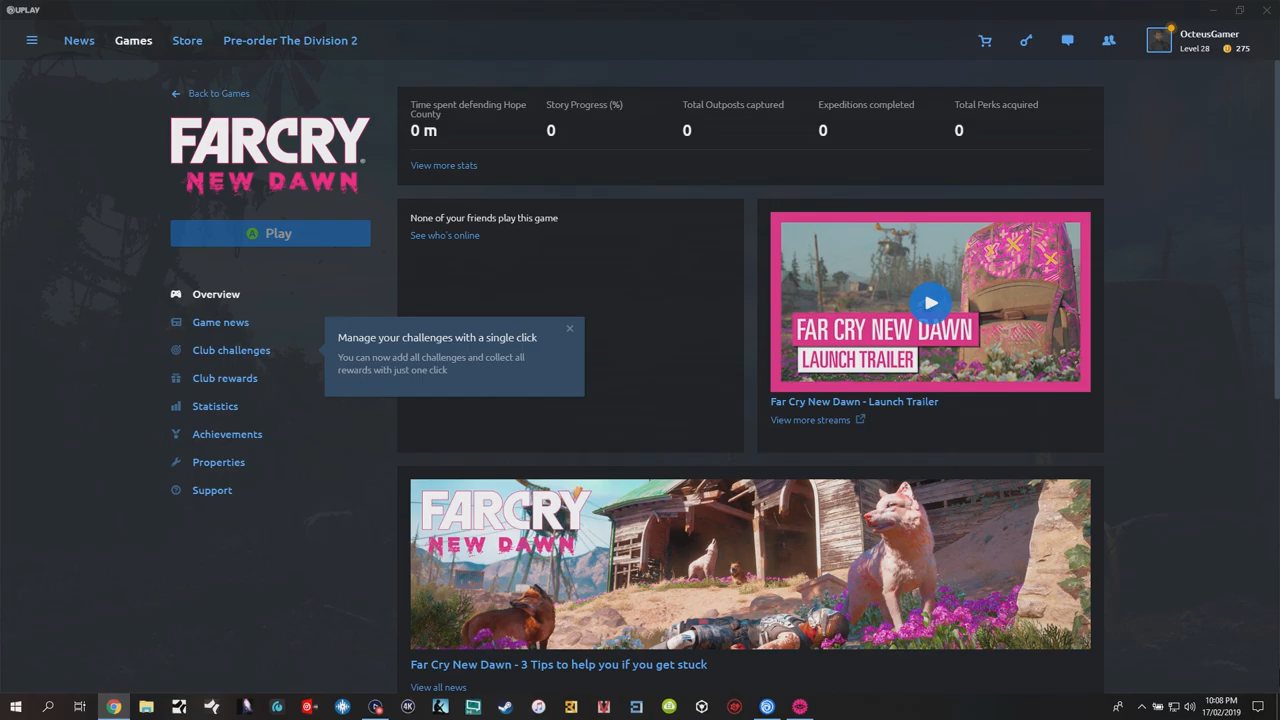 UPLAY
News
Games
Store
Pre-order The Division 2
OcteusGamer
Level 28
275
Back to Games
FARCRY
NEW DAWN
Play
Overview
Game news
Club challenges
Club rewards
Statistics
Achievements
Properties
Support
Time spent defending Hope
County
0 m
Story Progress (%)
0
Total Outposts captured
0
Expeditions completed
0
Total Perks acquired
0
View more stats
None of your friends play this game
See who's online
Manage your challenges with a single click
You can now add all challenges and collect all
rewards with just one click
FAR CRY NEW DAWN
LAUNCH TRAILER
Far Cry New Dawn - Launch Trailer
View more streams
FARCRY
NEW DAWN
Far Cry New Dawn - 3 Tips to help you if you get stuck
View all news
4K
10:08 PM
17/02/2019